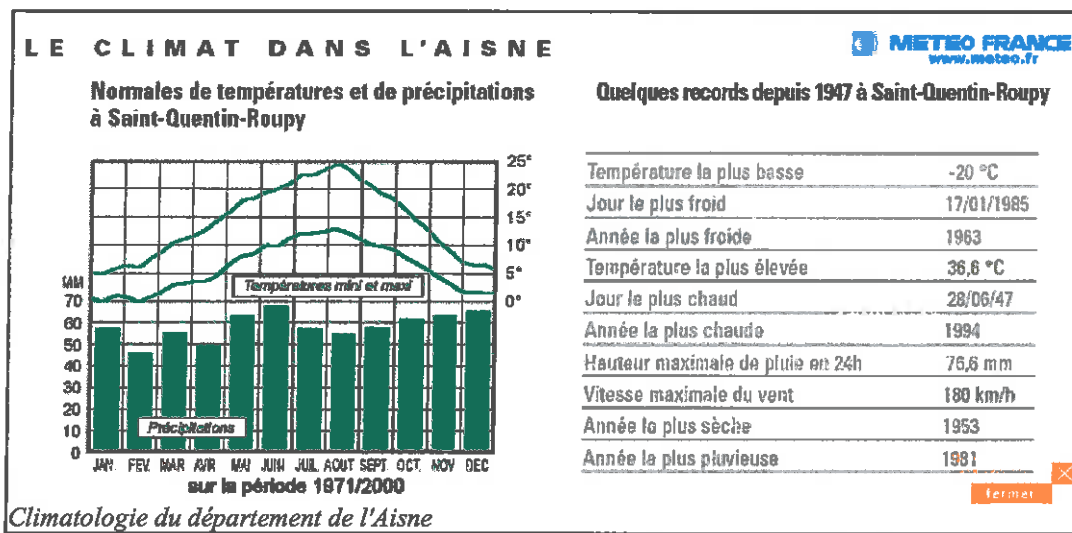 LE CLIMAT DANS L'AISNE
METEO FRANCE
www.meteo.fr
Normales de températures et de précipitations
à Saint-Quentin-Roupy
25°
20°
15°
10°
5°
0°
MM
70
60
50
40
30
20
10
0
Températures mini et maxi
Précipitations
JAN. FEV. MAR AVR MAI JUIN JUIL AOUT SEPT. OCT. NOV DEC
sur la période 1971/2000
Quelques records depuis 1947 à Saint-Quentin-Roupy
Température la plus basse -20 °C
Jour le plus froid 17/01/1985
Année la plus froide 1963
Température la plus élevée 36,6 °C
Jour le plus chaud 28/06/47
Année la plus chaude 1994
Hauteur maximale de pluie en 24h 76,6 mm
Vitesse maximale du vent 180 km/h
Année la plus sèche 1953
Année la plus pluvieuse 1981
fermer
Climatologie du département de l'Aisne